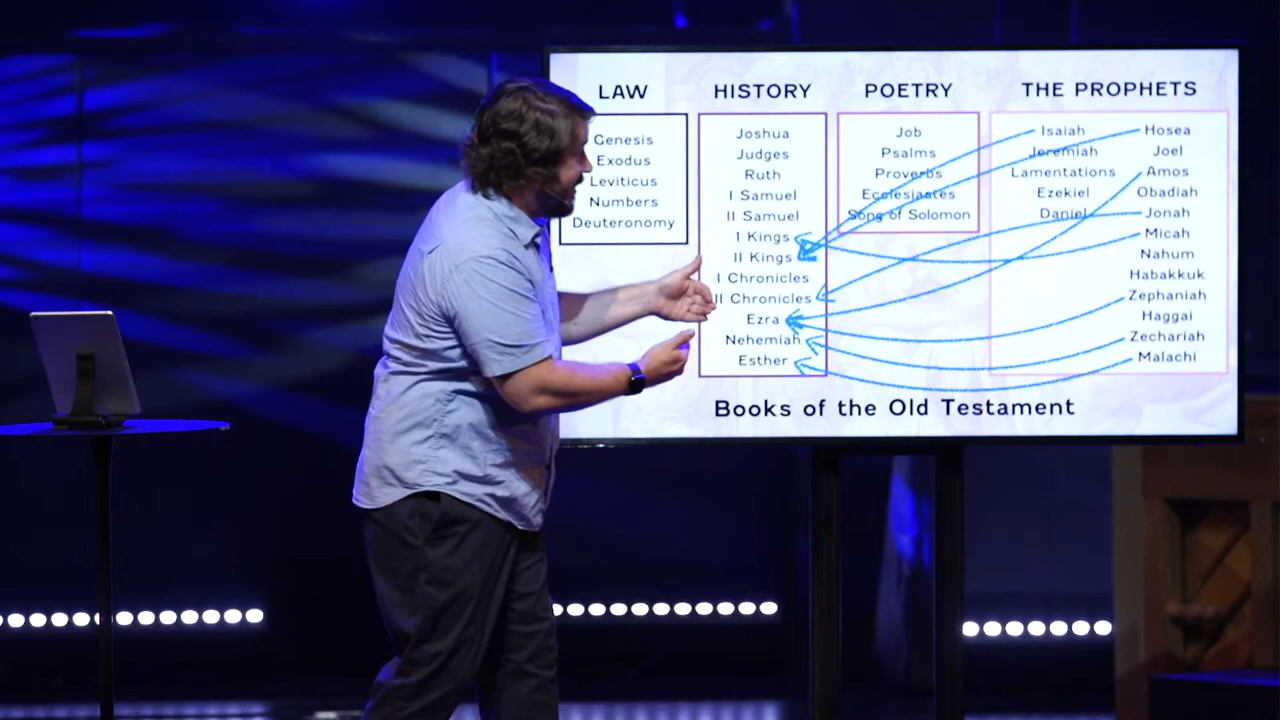 LAW
Genesis
Exodus
Leviticus
Numbers
Deuteronomy
HISTORY
Joshua
Judges
Ruth
I Samuel
II Samuel
I Kings
II Kings
I Chronicles
II Chronicles
Ezra
Nehemiah
Esther
POETRY
Job
Psalms
Proverbs
Ecclesiastes
Song of Solomon
THE PROPHETS
Isaiah
Jeremiah
Lamentations
Ezekiel
Daniel
Hosea
Joel
Amos
Obadiah
Jonah
Micah
Nahum
Habakkuk
Zephaniah
Haggai
Zechariah
Malachi
Books of the Old Testament